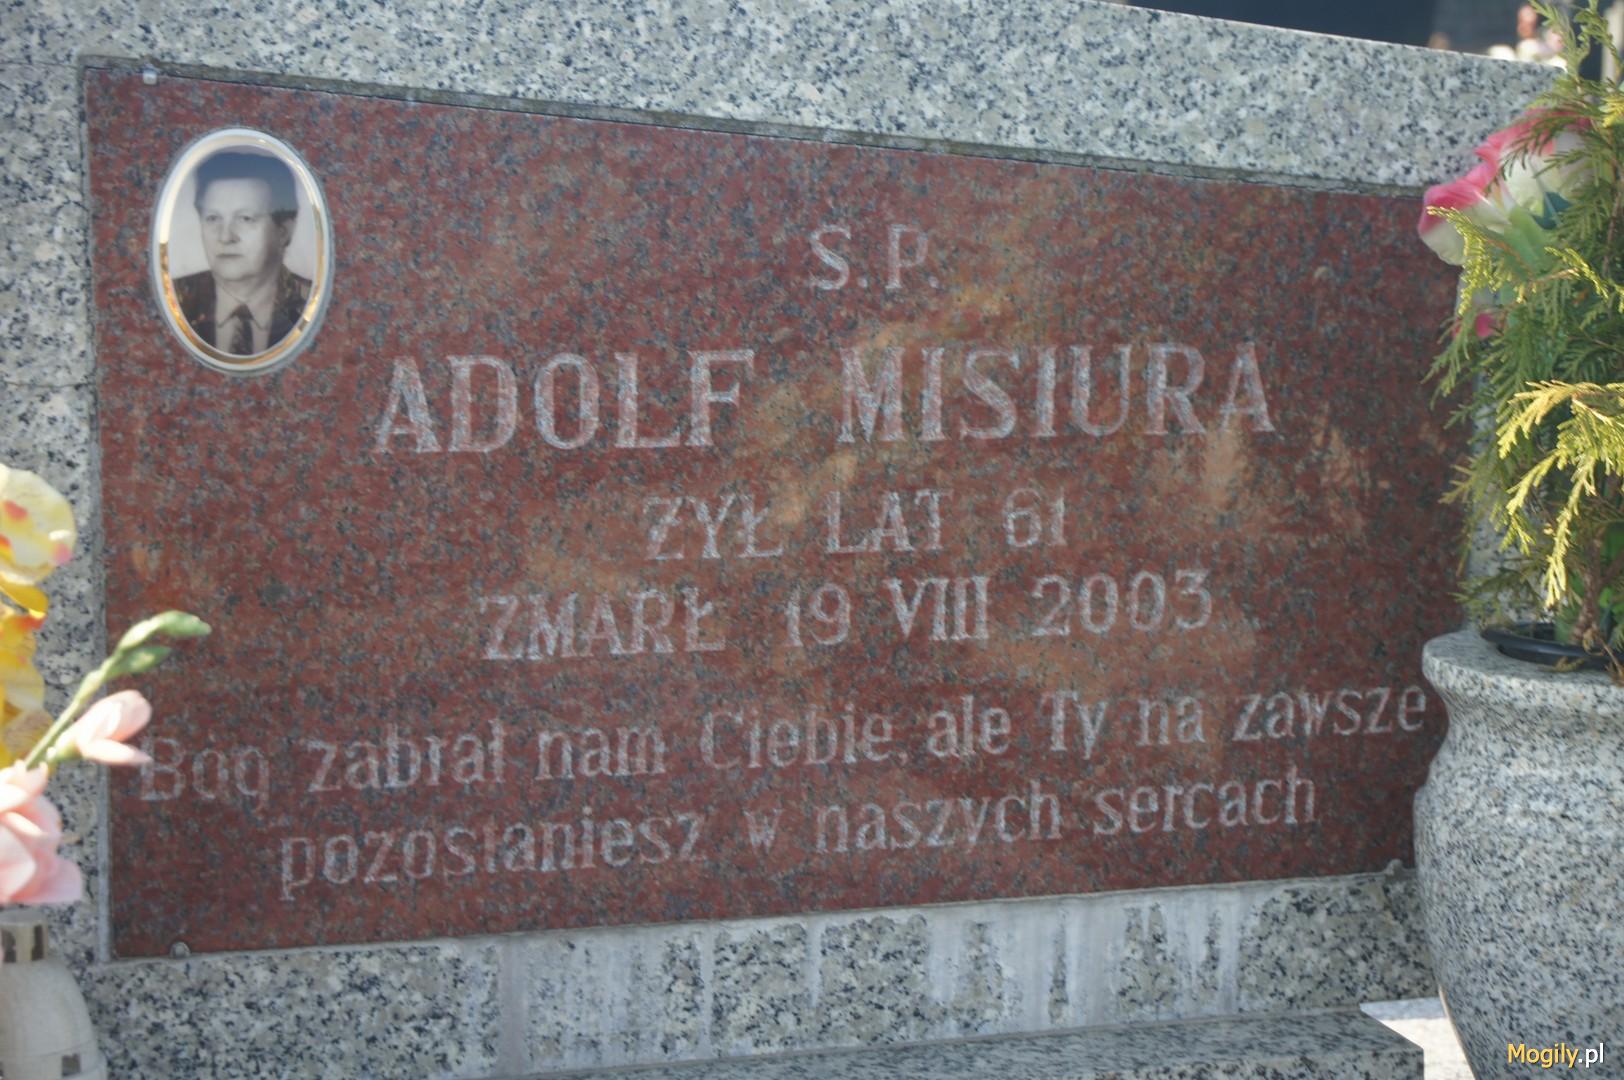 S.P.
ADOLF MISIURA
ŻYŁ LAT 61
ZMARŁ 19 VIII 2003
Bóg zabrał nam Ciebie, ale Ty na zawsze
pozostaniesz w naszych sercach
Mogily.pl